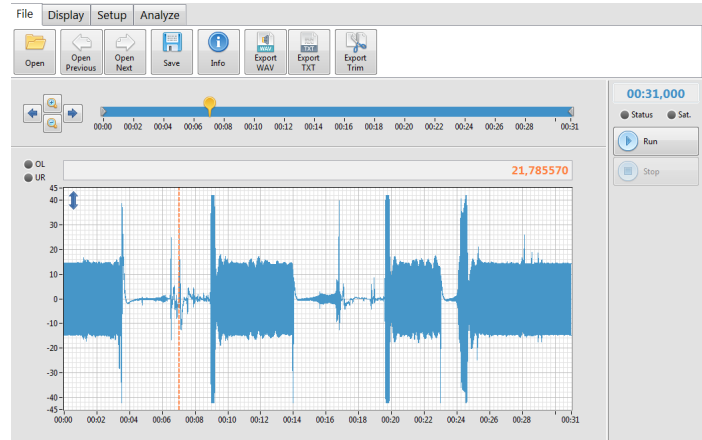 File Display Setup Analyze
Open
Open Previous
Open Next
Save
Info
WAV
Export WAV
TXT
Export TXT
Export Trim
00:31,000
Status Sat.
Run
Stop
00:00 00:02 00:04 00:06 00:08 00:10 00:12 00:14 00:16 00:18 00:20 00:22 00:24 00:26 00:28 00:31
OL
UR
21,785570
45
40
30
20
10
0
-10
-20
-30
-40
-45
00:00 00:02 00:04 00:06 00:08 00:10 00:12 00:14 00:16 00:18 00:20 00:22 00:24 00:26 00:28 00:31